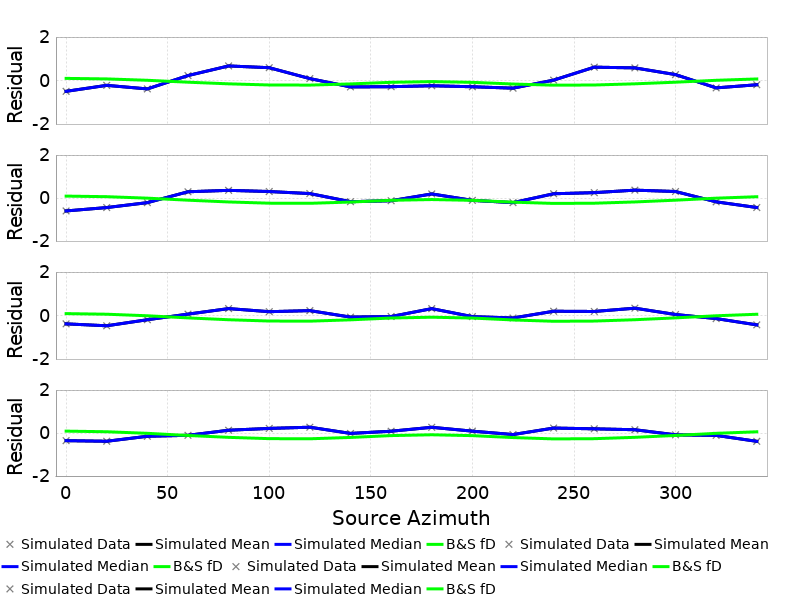 2
0
-2
Residual
2
0
-2
Residual
2
0
-2
Residual
2
0
-2
Residual
0 50 100 150 200 250 300
Source Azimuth
× Simulated Data Simulated Mean Simulated Median B&S fD × Simulated Data Simulated Mean
Simulated Median B&S fD × Simulated Data Simulated Mean Simulated Median B&S fD
× Simulated Data Simulated Mean Simulated Median B&S fD